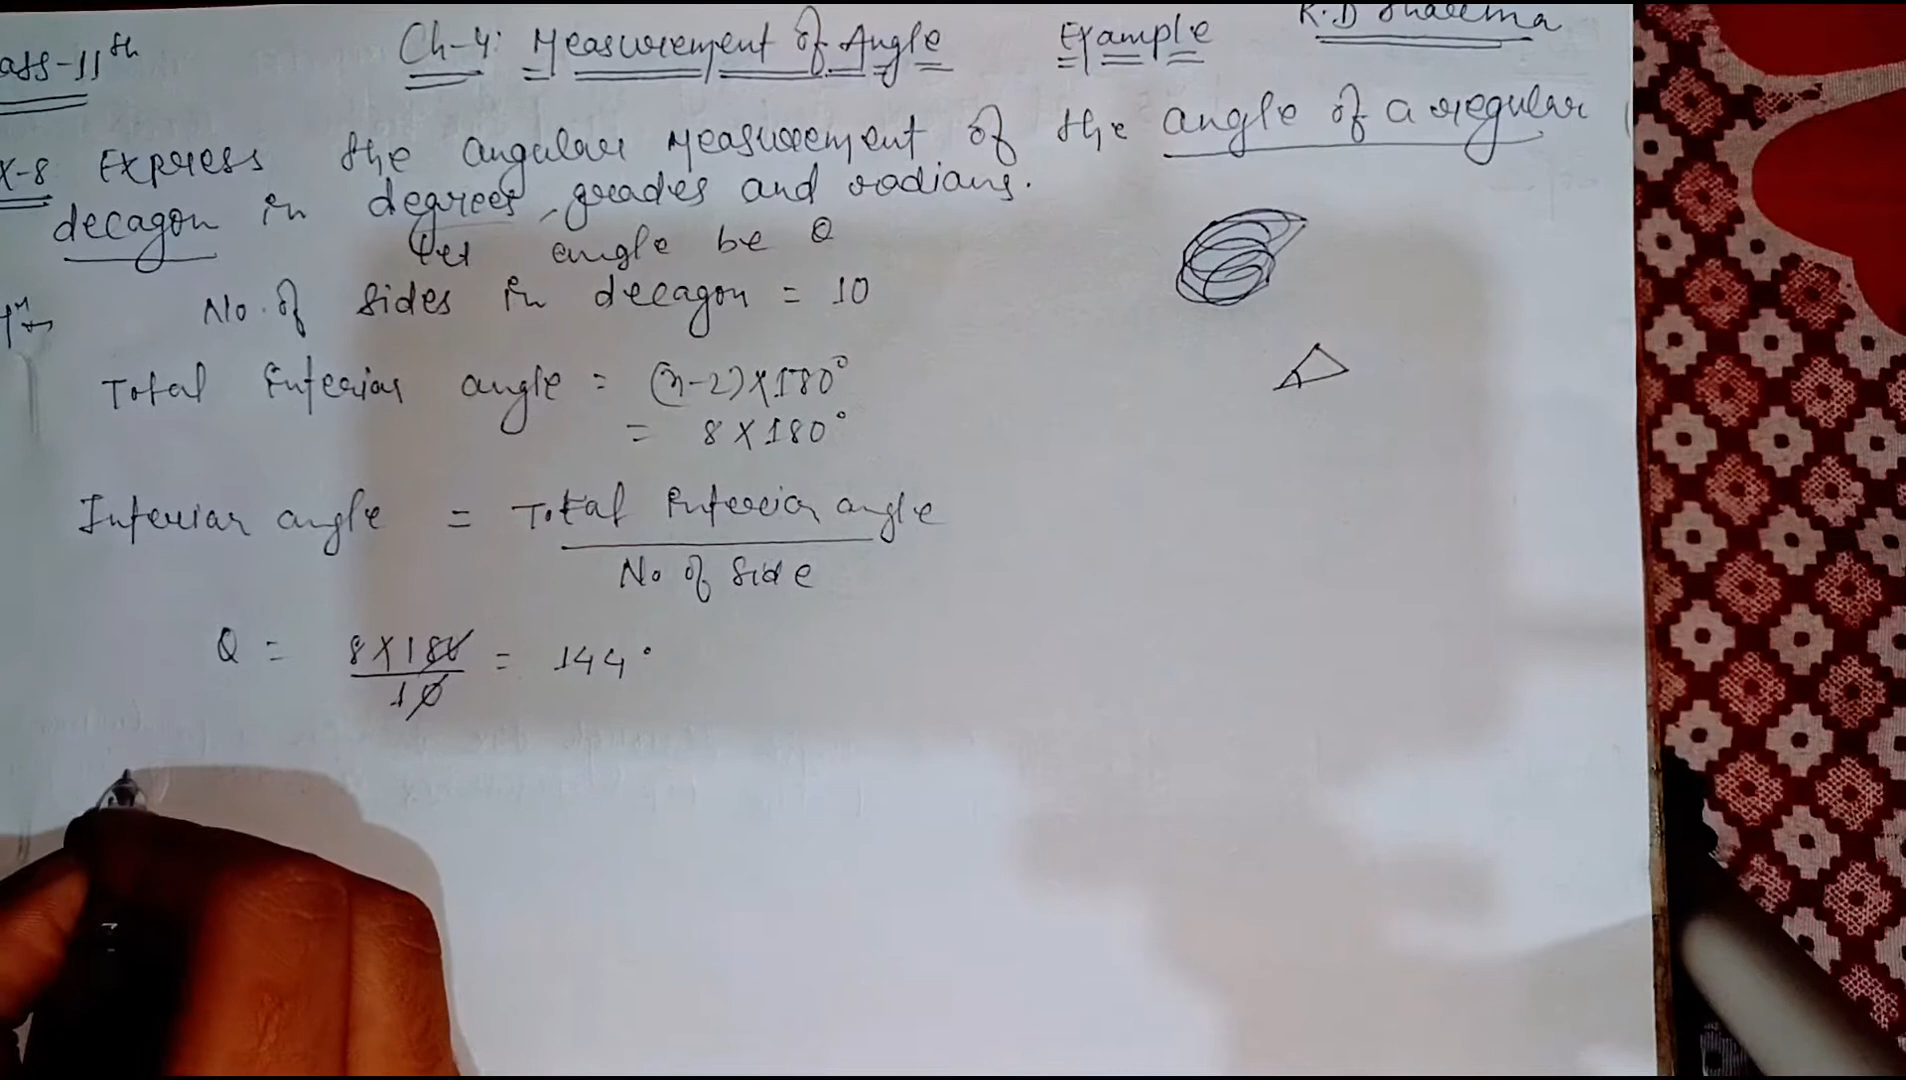 ass-11th Ch-4: Measurement of Angle Example R.D Sharma
x-8 Express the angular measurement of the angle of a regular
decagon in degrees, grades and radians.
Let angle be Q
No. of sides in decagon = 10
Total interior angle = (n-2)×180°
= 8×180°
Interior angle = Total interior angle
No of side
Q = 8×180 = 144°
10